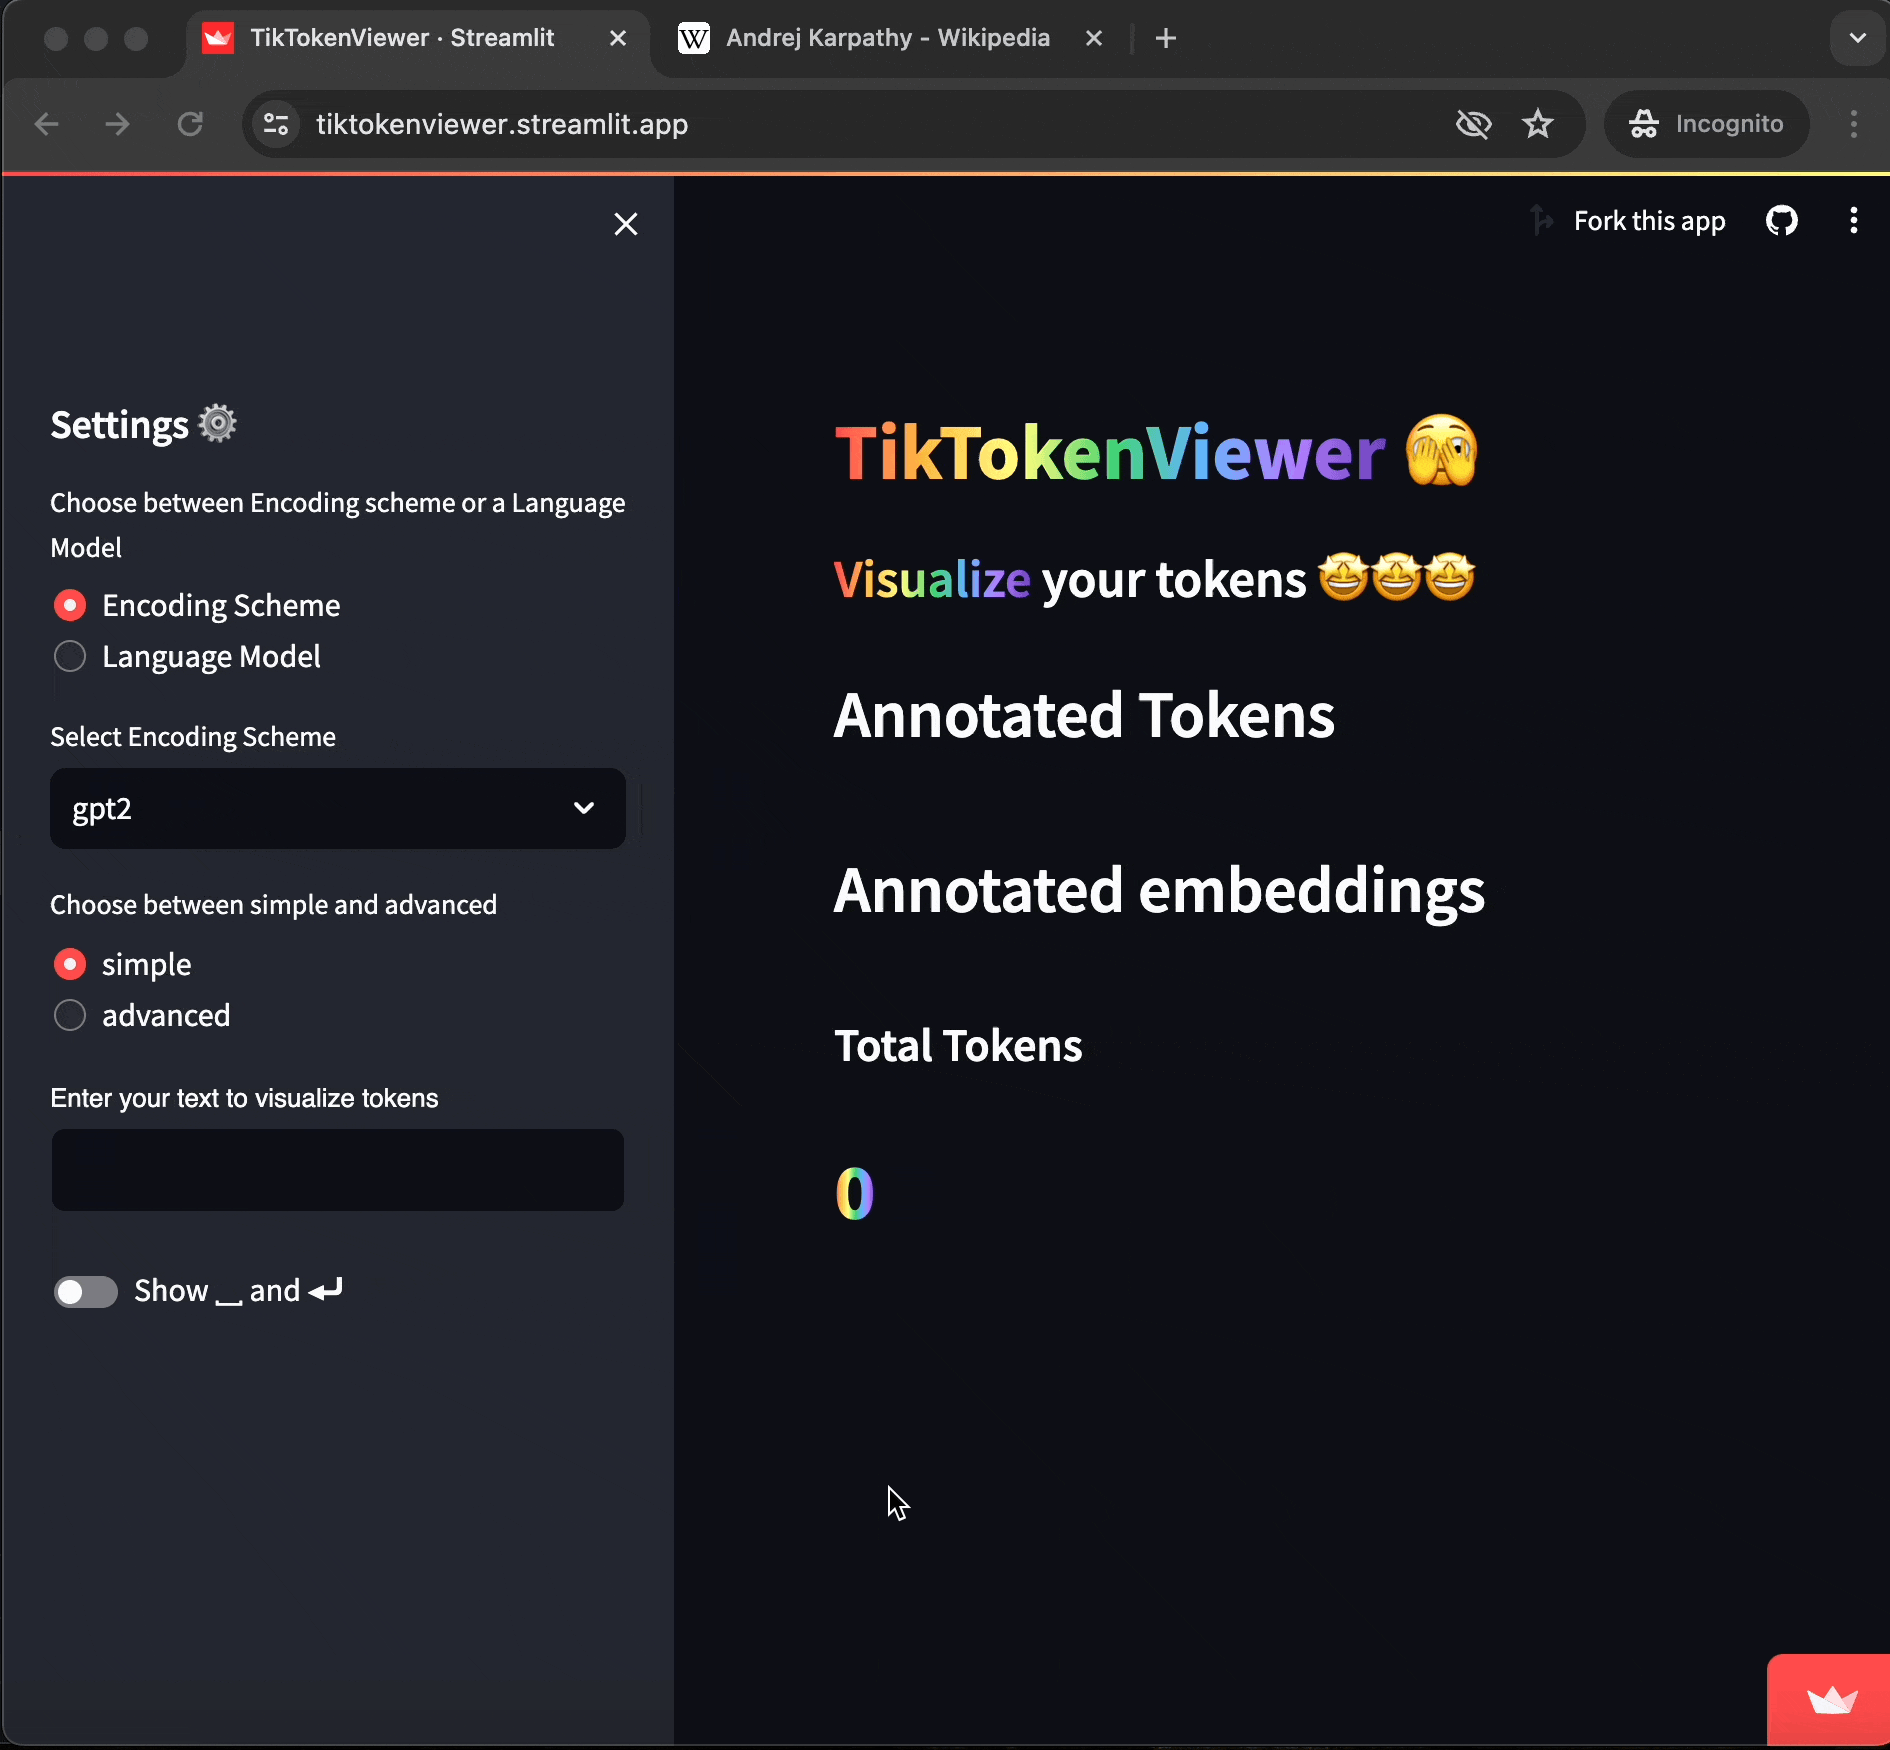 TikTokenViewer · Streamlit
Andrej Karpathy - Wikipedia
tiktokenviewer.streamlit.app
Incognito
Fork this app
Settings
Choose between Encoding scheme or a Language
Model
Encoding Scheme
Language Model
Select Encoding Scheme
gpt2
Choose between simple and advanced
simple
advanced
Enter your text to visualize tokens
Show ⎵ and ↵
TikTokenViewer 🫣
Visualize your tokens 🤩🤩🤩
Annotated Tokens
Annotated embeddings
Total Tokens
0